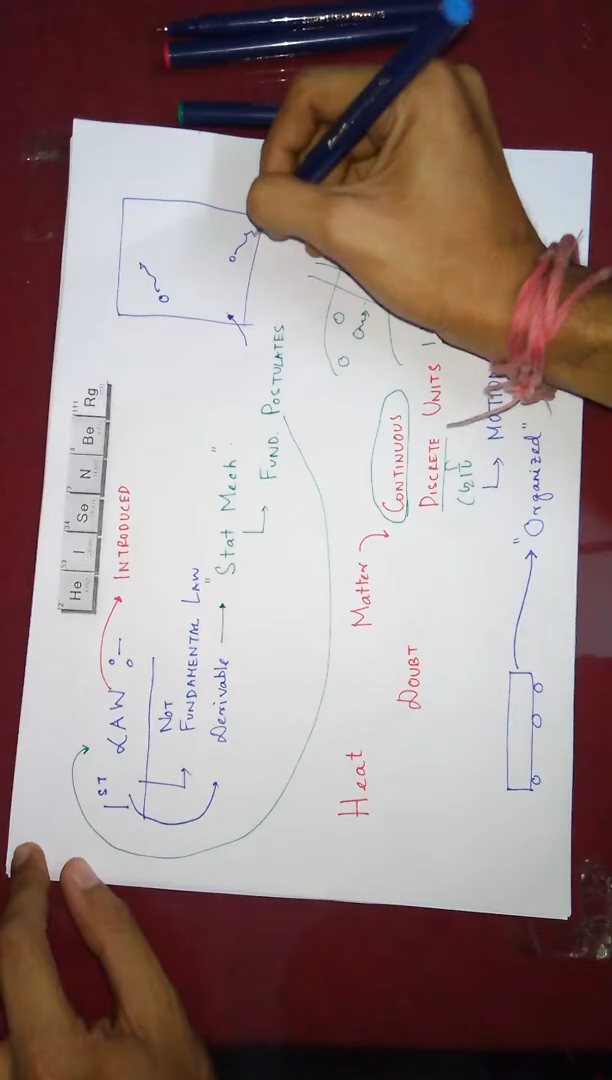 He I Se N Be Rg
1ST LAW :-
INTRODUCED
NOT
FUNDAMENTAL LAW
Derivable → "Stat Mech".
FUND. POSTULATES
Heat Matter
CONTINUOUS
DOUBT DISCRETE UNITS
MOTION
"Organized"